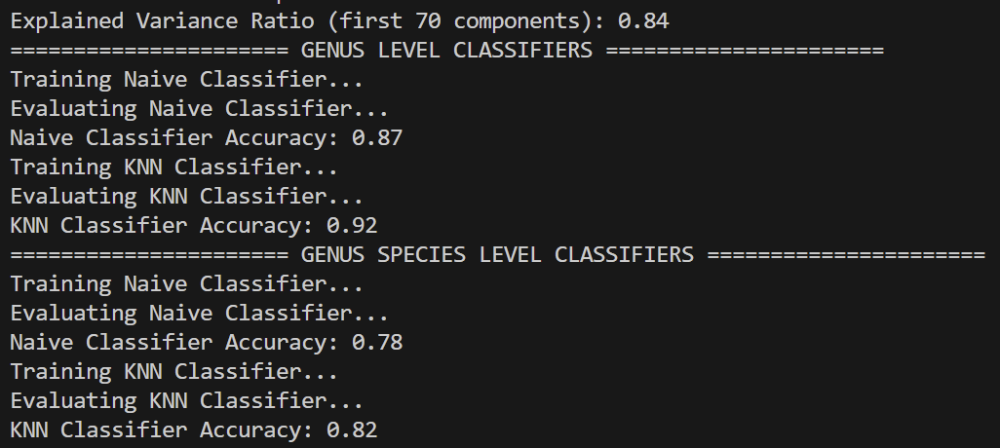 Explained Variance Ratio (first 70 components): 0.84
====================== GENUS LEVEL CLASSIFIERS ======================
Training Naive Classifier...
Evaluating Naive Classifier...
Naive Classifier Accuracy: 0.87
Training KNN Classifier...
Evaluating KNN Classifier...
KNN Classifier Accuracy: 0.92
====================== GENUS SPECIES LEVEL CLASSIFIERS ======================
Training Naive Classifier...
Evaluating Naive Classifier...
Naive Classifier Accuracy: 0.78
Training KNN Classifier...
Evaluating KNN Classifier...
KNN Classifier Accuracy: 0.82